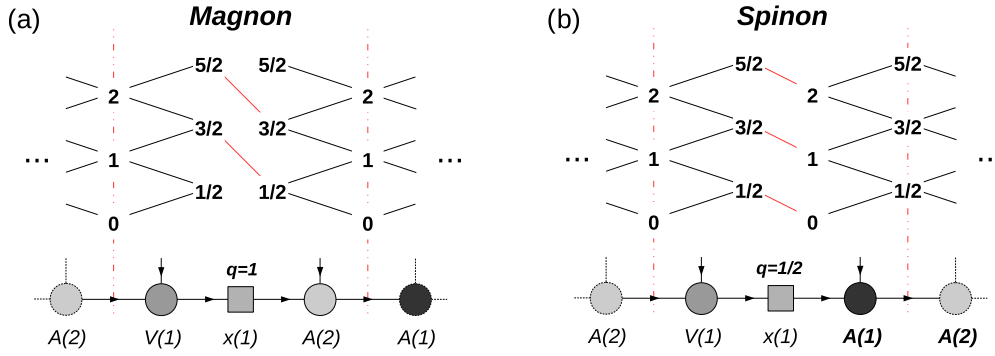 (a) Magnon
5/2 5/2
2 2
3/2 3/2
... 1 1 ...
1/2 1/2
0 0
q=1
A(2) V(1) x(1) A(2) A(1)
(b) Spinon
5/2 5/2
2 2
3/2 3/2
... 1 1 ...
1/2 1/2
0 0
q=1/2
A(2) V(1) x(1) A(1) A(2)